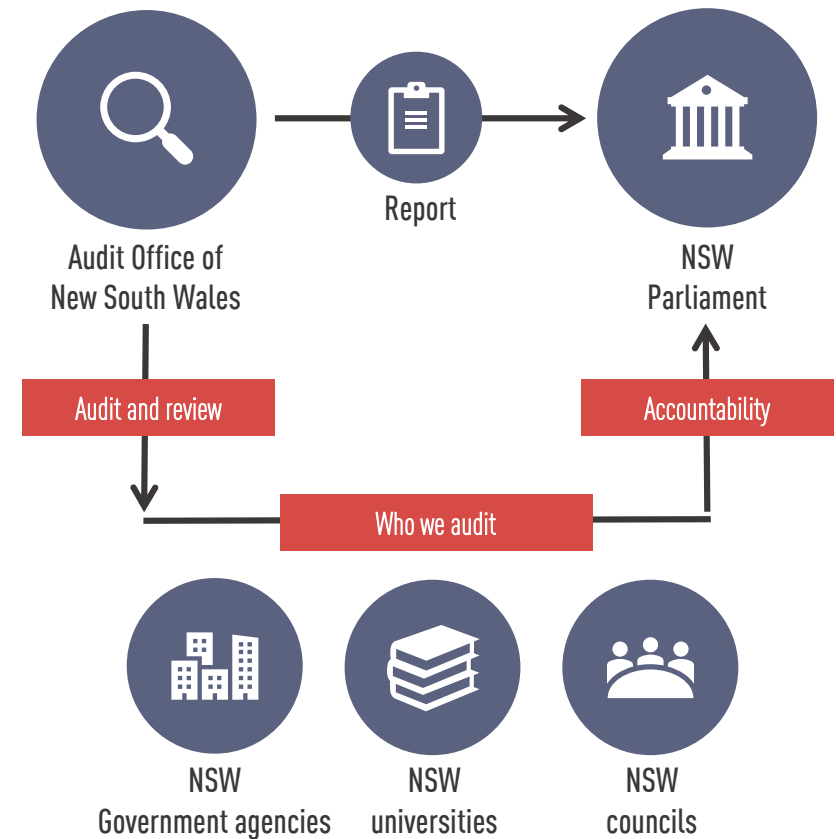 Report
Audit Office of
New South Wales
NSW
Parliament
Audit and review
Accountability
Who we audit
NSW
Government agencies
NSW
universities
NSW
councils